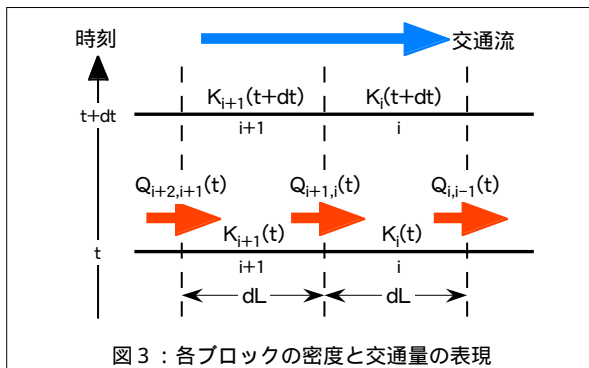 時刻
交通流
K_{i+1}(t+dt) K_i(t+dt)
t+dt
i+1 i
Q_{i+2,i+1}(t) Q_{i+1,i}(t) Q_{i,i-1}(t)
K_{i+1}(t) K_i(t)
t
i+1 i
dL dL
図3：各ブロックの密度と交通量の表現